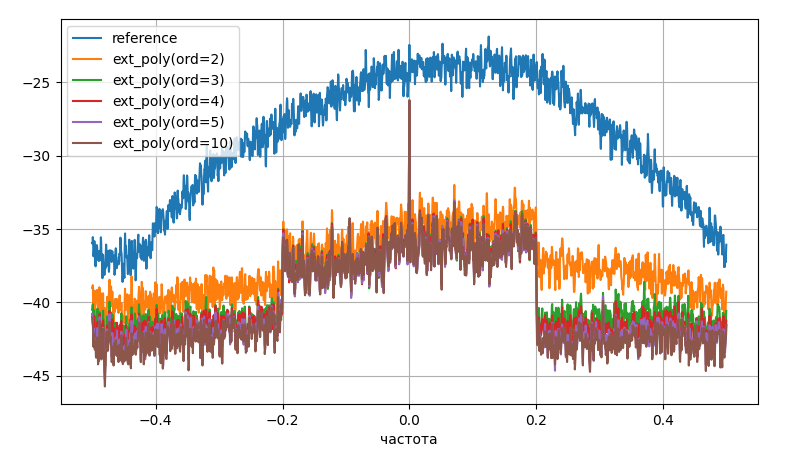 reference
ext_poly(ord=2)
ext_poly(ord=3)
ext_poly(ord=4)
ext_poly(ord=5)
ext_poly(ord=10)
−25
−30
−35
−40
−45
−0.4
−0.2
0.0
0.2
0.4
частота